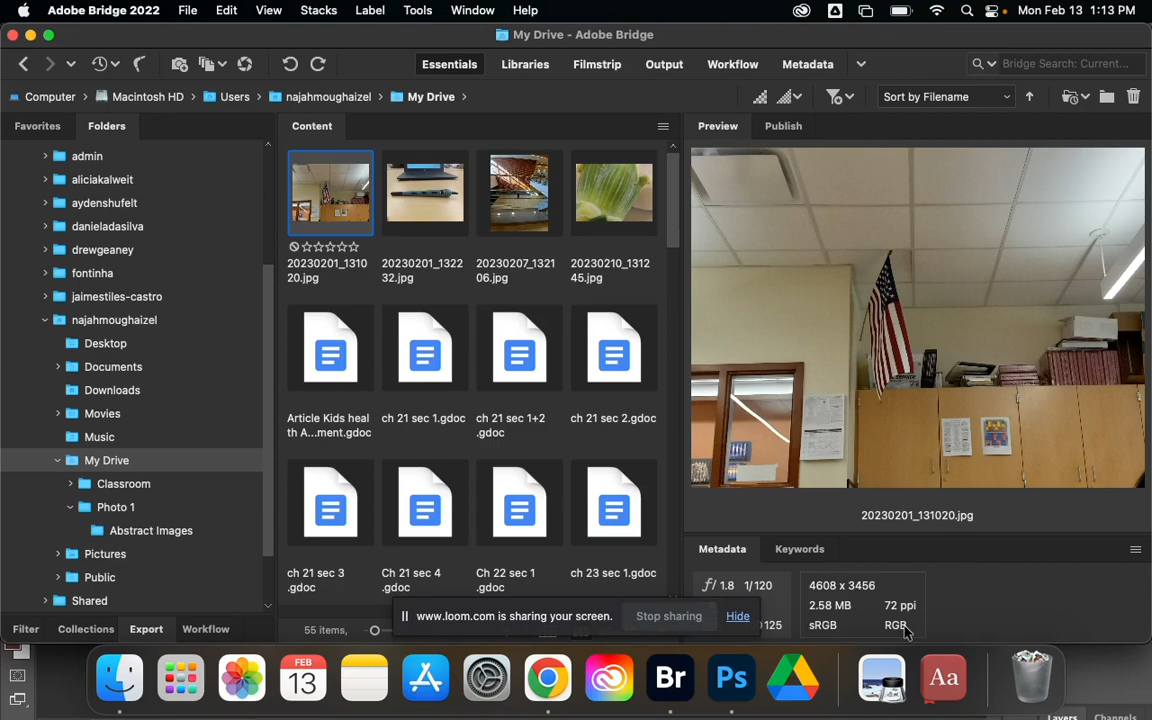 Adobe Bridge 2022 File Edit View Stacks Label Tools Window Help Mon Feb 13 1:13 PM
My Drive - Adobe Bridge
Essentials Libraries Filmstrip Output Workflow Metadata Bridge Search: Current...
Computer Macintosh HD Users najahmoughaizel My Drive Sort by Filename
Favorites Folders Content Preview Publish
admin
aliciakalweit
aydenshufelt
danieladasilva
drewgeaney
fontinha
jaimestiles-castro
najahmoughaizel
Desktop
Documents
Downloads
Movies
Music
My Drive
Classroom
Photo 1
Abstract Images
Pictures
Public
Shared
Filter Collections Export Workflow
20230201_1310
20.jpg
20230201_1322
32.jpg
20230207_1321
06.jpg
20230210_1312
45.jpg
Article Kids heal
th A...ment.gdoc
ch 21 sec 1.gdoc
ch 21 sec 1+2
.gdoc
ch 21 sec 2.gdoc
ch 21 sec 3
.gdoc
Ch 21 sec 4
.gdoc
Ch 22 sec 1
.gdoc
ch 23 sec 1.gdoc
55 items,
20230201_131020.jpg
Metadata Keywords
f/ 1.8 1/120
4608 x 3456
2.58 MB 72 ppi
sRGB RGB
125
www.loom.com is sharing your screen. Stop sharing Hide
FEB
13
Br
Ps
Aa
Layers Channels